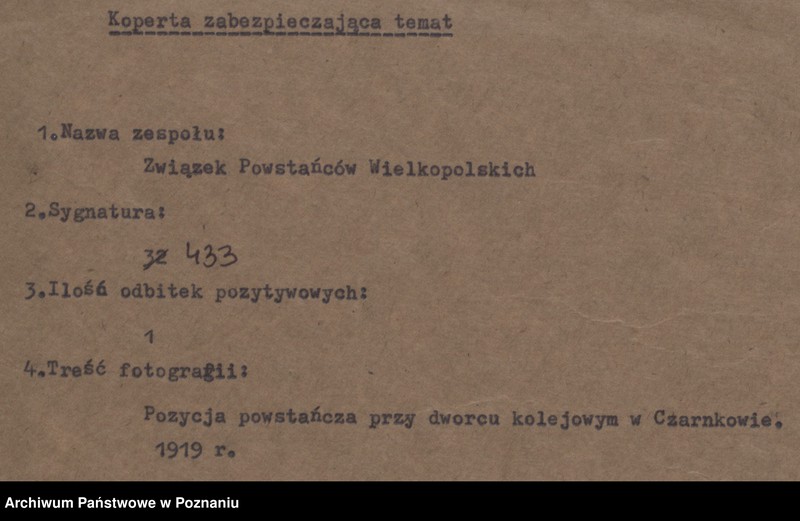 Koperta zabezpieczająca temat
1.Nazwa zespołu:
Związek Powstańców Wielkopolskich
2.Sygnatura:
32 433
3.Ilość odbitek pozytywowych:
1
4.Treść fotografii:
Pozycja powstańcza przy dworcu kolejowym w Czarnkowie.
1919 r.
Archiwum Państwowe w Poznaniu